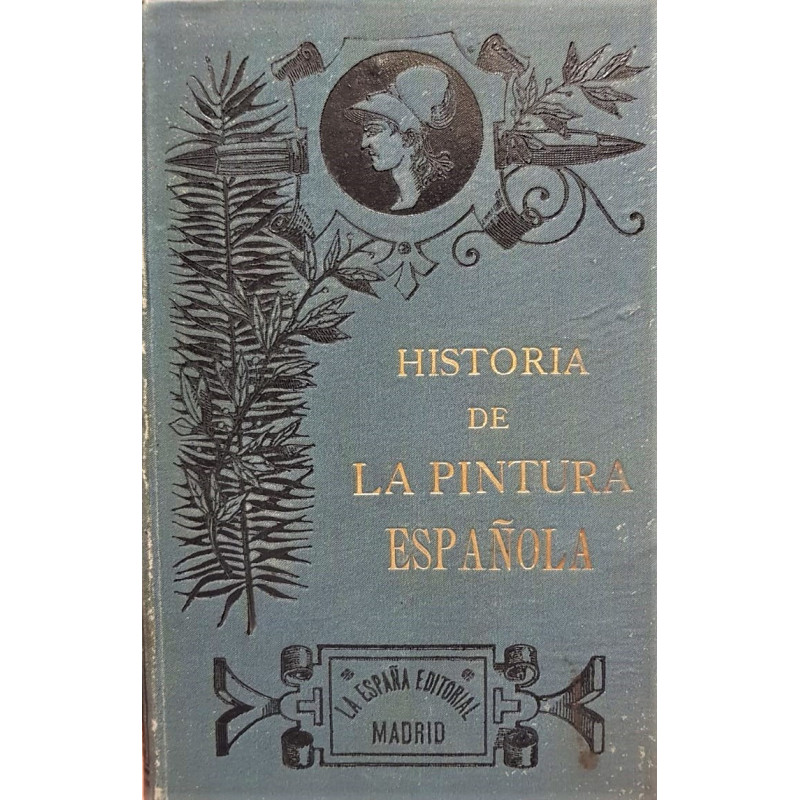 HISTORIA
DE
LA PINTURA
ESPAÑOLA
LA ESPAÑA EDITORIAL
MADRID